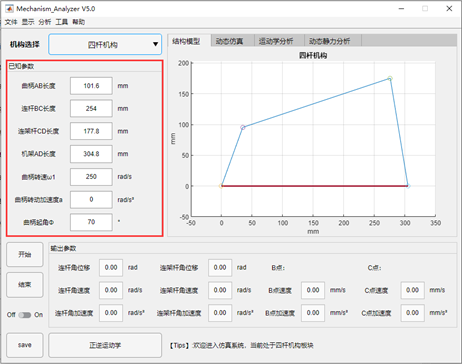 Mechanism_Analyzer V5.0
文件 显示 分析 工具 帮助
机构选择 四杆机构
已知参数
曲柄AB长度 101.6 mm
连杆BC长度 254 mm
连架杆CD长度 177.8 mm
机架AD长度 304.8 mm
曲柄转速ω1 250 rad/s
曲柄转动加速度a 0 rad/s²
曲柄起角Φ 70 °
结构模型 动态仿真 运动学分析 动态静力分析
四杆机构
200
150
100
50
0
-50
mm
-50 0 50 100 150 200 250 300 350
mm
开始
结束
Off On
save
输出参数
连杆角位移 0.00 rad 连架杆角位移 0.00 rad B点: C点:
连杆角速度 0.00 rad/s 连架杆角速度 0.00 rad/s B点速度 0.00 mm/s C点速度 0.00 mm/s
连杆角加速度 0.00 rad/s² 连架杆角加速度 0.00 rad/s² B点加速度 0.00 mm/s² C点加速度 0.00 mm/s²
正逆运动学 【Tips】:欢迎进入仿真系统，当前处于四杆机构板块